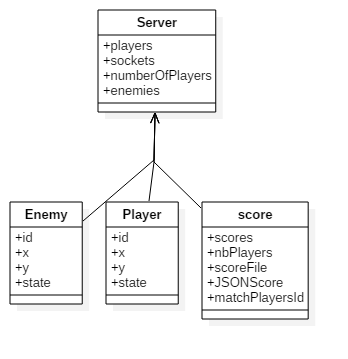 Server
+players
+sockets
+numberOfPlayers
+enemies
Enemy
+id
+x
+y
+state
Player
+id
+x
+y
+state
score
+scores
+nbPlayers
+scoreFile
+JSONScore
+matchPlayersId